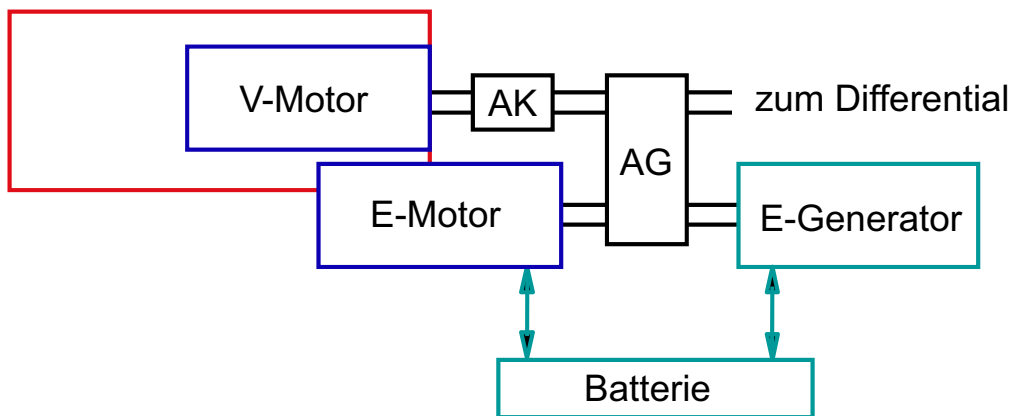 V-Motor
AK
zum Differential
AG
E-Motor
E-Generator
Batterie